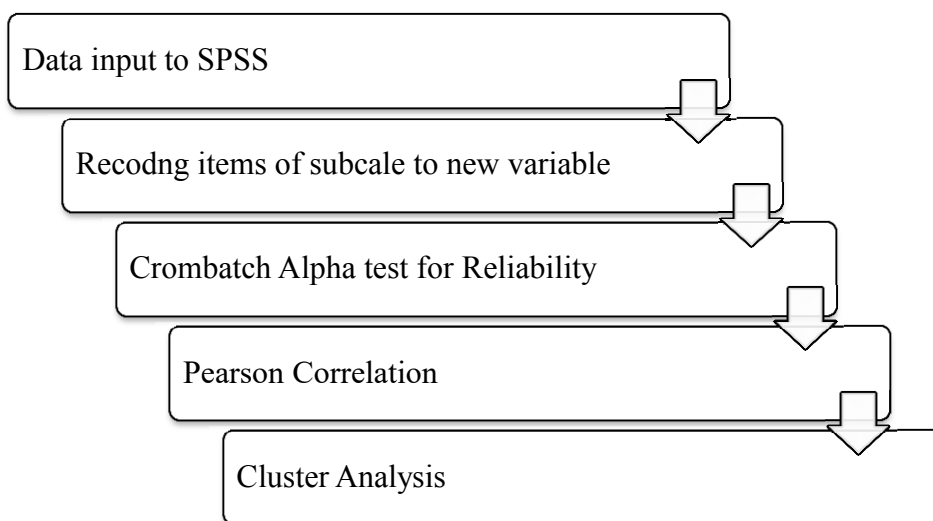 Data input to SPSS
Recodng items of subcale to new variable
Crombatch Alpha test for Reliability
Pearson Correlation
Cluster Analysis